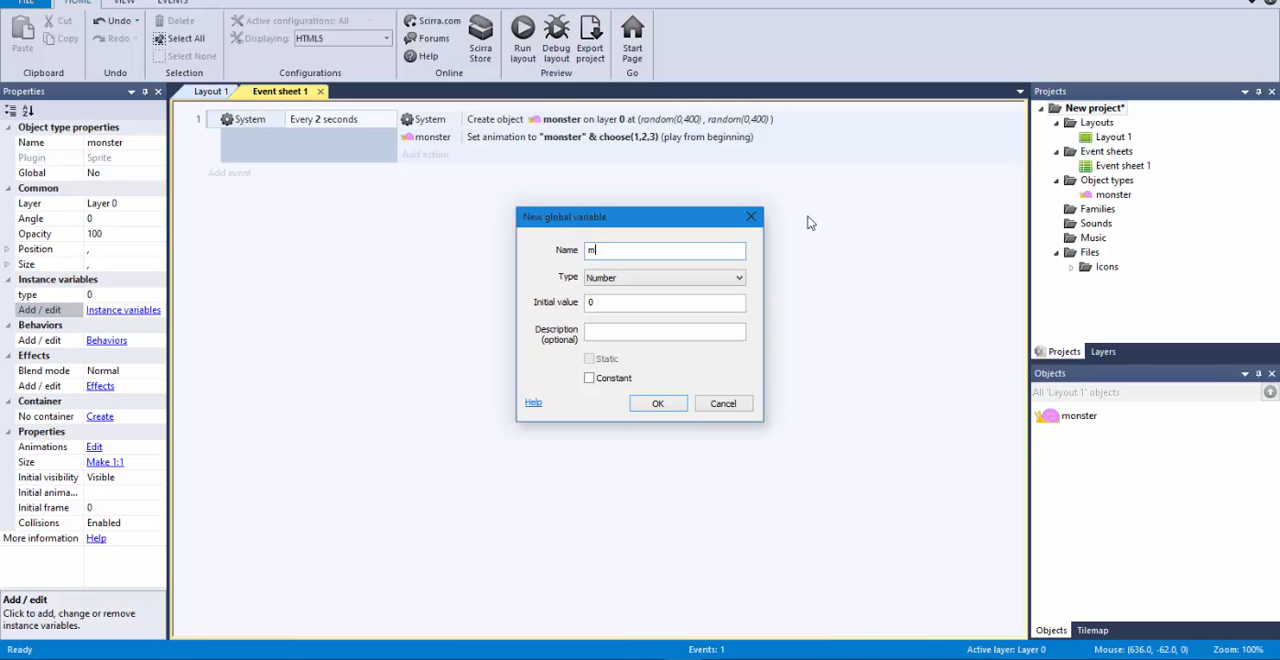 FILE HOME VIEW EVENTS
Paste Cut Copy
Undo Redo
Delete Select All Select None
Active configurations: All
Displaying: HTML5
Scirra.com Forums Help
Scirra Store
Run layout Debug layout Export project
Start Page
Clipboard Undo Selection Configurations Online Preview Go
Properties
Object type properties
Name monster
Plugin Sprite
Global No
Common
Layer Layer 0
Angle 0
Opacity 100
Position ,
Size ,
Instance variables
type 0
Add / edit Instance variables
Behaviors
Add / edit Behaviors
Effects
Blend mode Normal
Add / edit Effects
Container
No container Create
Properties
Animations Edit
Size Make 1:1
Initial visibility Visible
Initial anima...
Initial frame 0
Collisions Enabled
More information Help
Add / edit
Click to add, change or remove
instance variables.
Layout 1 Event sheet 1
1 System Every 2 seconds System Create object monster on layer 0 at (random(0,400), random(0,400))
monster Set animation to "monster" & choose(1,2,3) (play from beginning)
Add action
Add event
New global variable
Name m
Type Number
Initial value 0
Description
(optional)
Static
Constant
Help OK Cancel
Projects
New project*
Layouts
Layout 1
Event sheets
Event sheet 1
Object types
monster
Families
Sounds
Music
Files
Icons
Projects Layers
Objects
All 'Layout 1' objects
monster
Objects Tilemap
Ready Events: 1 Active layer: Layer 0 Mouse: (636.0, -62.0, 0) Zoom: 100%